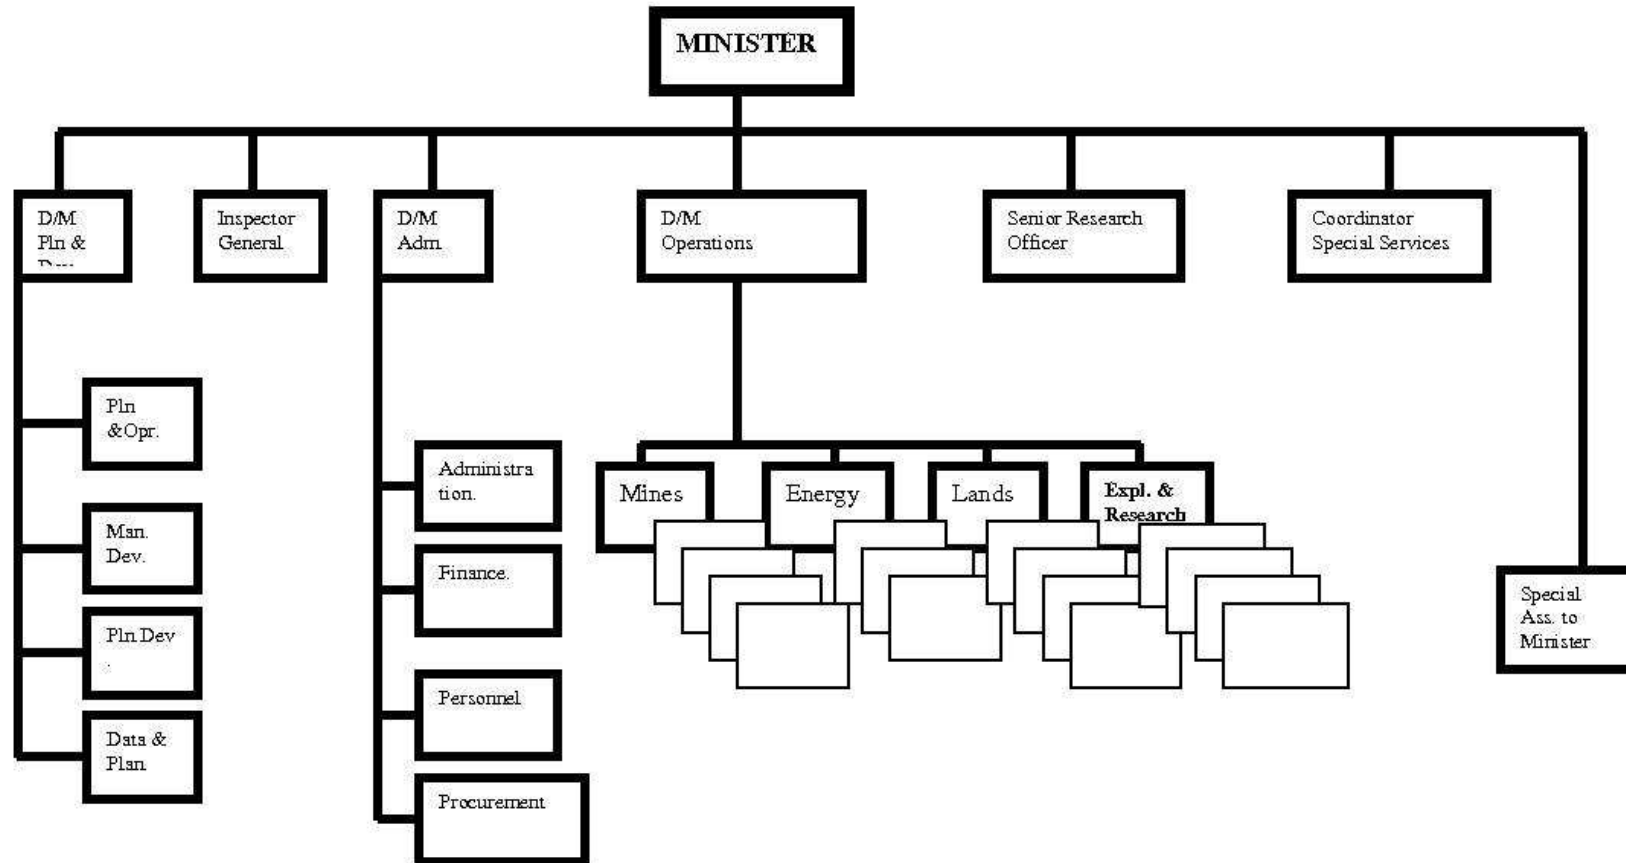 MINISTER
D/M
Pln &
Inspector
General
D/M
Adm.
D/M
Operations
Senior Research
Officer
Coordinator
Special Services
Pln
&Opr.
Man.
Dev.
Pln Dev
.
Data &
Plan
Administra
tion.
Finance.
Personnel
Procurement
Mines
Energy
Lands
Expl. &
Research
Special
Ass. to
Minister